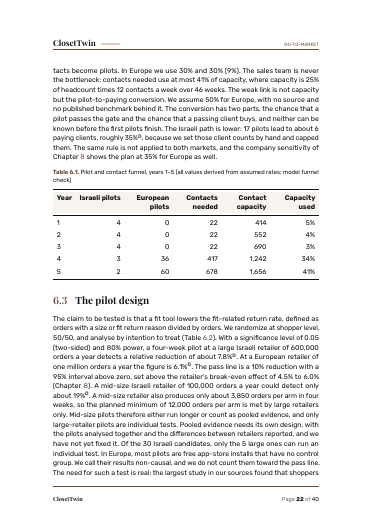 ClosetTwin
GO-TO-MARKET
tacts become pilots. In Europe we use 30% and 30% (9%). The sales team is never
the bottleneck: contacts needed use at most 41% of capacity, where capacity is 25%
of headcount times 12 contacts a week over 46 weeks. The weak link is not capacity
but the pilot-to-paying conversion. We assume 50% for Europe, with no source and
no published benchmark behind it. The conversion has two parts, the chance that a
pilot passes the gate and the chance that a passing client buys, and neither can be
known before the first pilots finish. The Israeli path is lower: 17 pilots lead to about 6
paying clients, roughly 35%ᴰ, because we set those client counts by hand and capped
them. The same rule is not applied to both markets, and the company sensitivity of
Chapter 8 shows the plan at 35% for Europe as well.
Table 6.1. Pilot and contact funnel, years 1–5 (all values derived from assumed rates; model funnel
check)
Year Israeli pilots European pilots Contacts needed Contact capacity Capacity used
1 4 0 22 414 5%
2 4 0 22 552 4%
3 4 0 22 690 3%
4 3 36 417 1,242 34%
5 2 60 678 1,656 41%
6.3 The pilot design
The claim to be tested is that a fit tool lowers the fit-related return rate, defined as
orders with a size or fit return reason divided by orders. We randomize at shopper level,
50/50, and analyse by intention to treat (Table 6.2). With a significance level of 0.05
(two-sided) and 80% power, a four-week pilot at a large Israeli retailer of 600,000
orders a year detects a relative reduction of about 7.8%ᴰ. At a European retailer of
one million orders a year the figure is 6.1%ᴰ. The pass line is a 10% reduction with a
95% interval above zero, set above the retailer's break-even effect of 4.5% to 6.0%
(Chapter 8). A mid-size Israeli retailer of 100,000 orders a year could detect only
about 19%ᴰ. A mid-size retailer also produces only about 3,850 orders per arm in four
weeks, so the planned minimum of 12,000 orders per arm is met by large retailers
only. Mid-size pilots therefore either run longer or count as pooled evidence, and only
large-retailer pilots are individual tests. Pooled evidence needs its own design, with
the pilots analysed together and the differences between retailers reported, and we
have not yet fixed it. Of the 30 Israeli candidates, only the 5 large ones can run an
individual test. In Europe, most pilots are free app-store installs that have no control
group. We call their results non-causal, and we do not count them toward the pass line.
The need for such a test is real: the largest study in our sources found that shoppers
ClosetTwin
Page 22 of 40